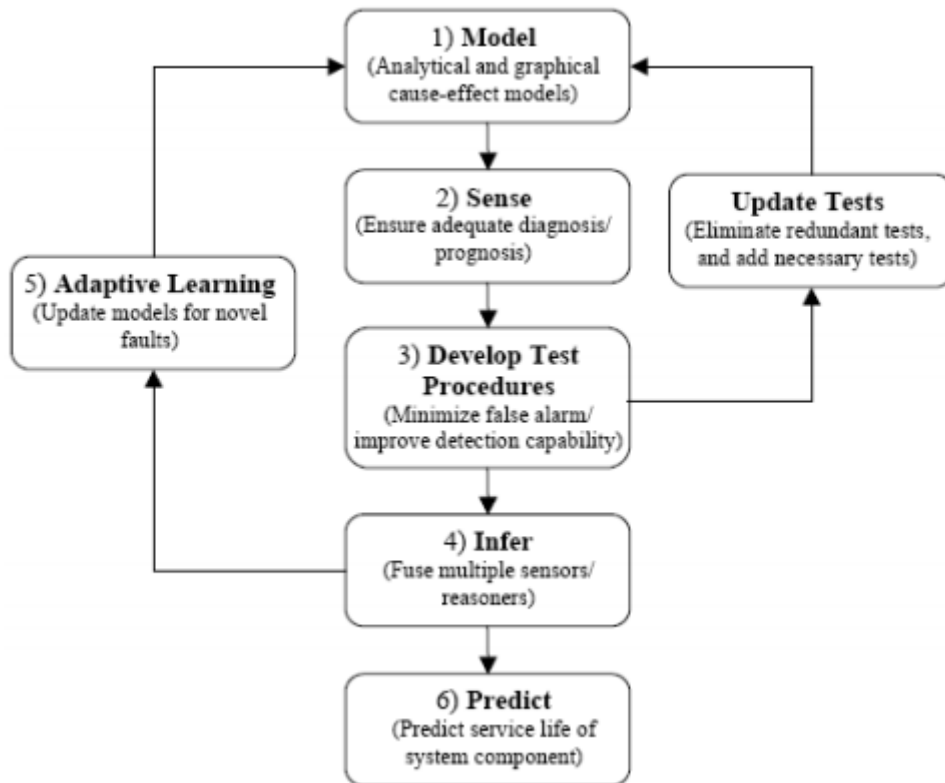 1) Model
(Analytical and graphical
cause-effect models)
2) Sense
(Ensure adequate diagnosis/
prognosis)
Update Tests
(Eliminate redundant tests,
and add necessary tests)
5) Adaptive Learning
(Update models for novel
faults)
3) Develop Test
Procedures
(Minimize false alarm/
improve detection capability)
4) Infer
(Fuse multiple sensors/
reasoners)
6) Predict
(Predict service life of
system component)